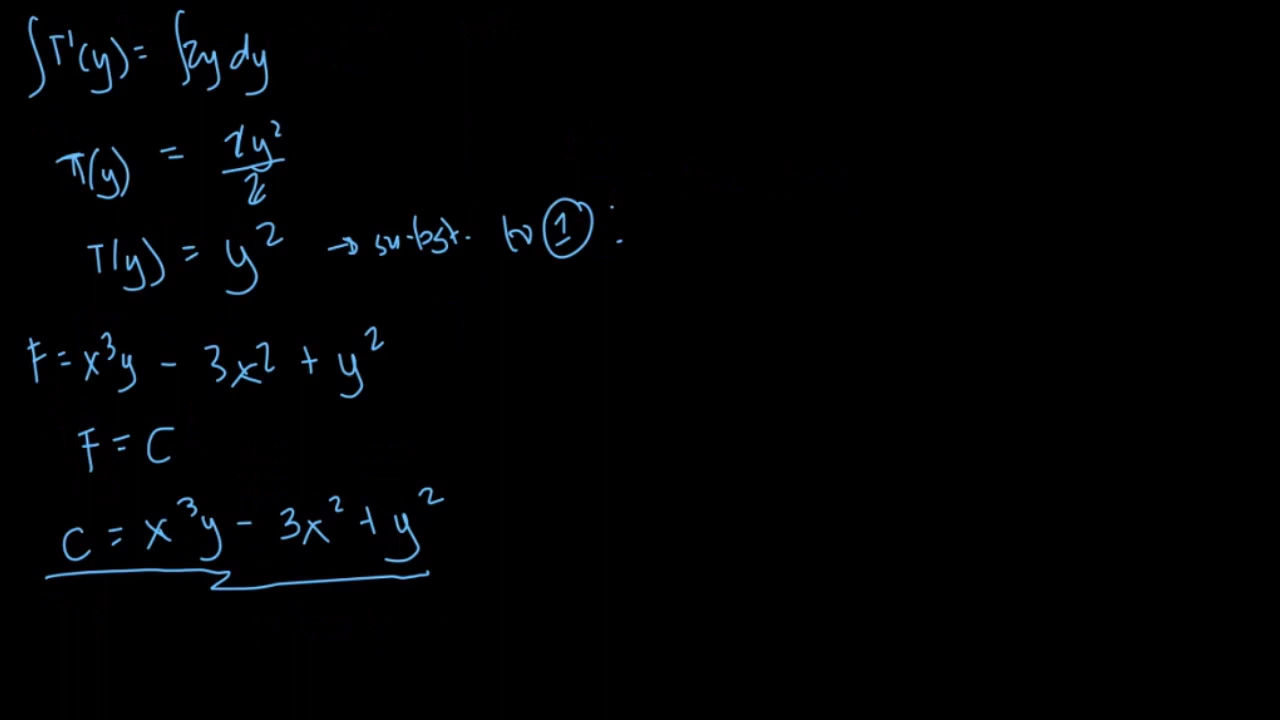 ∫T'(y) = ∫2y dy
T(y) = 2y²/2
T(y) = y² → subst. to ① :
F = x³y - 3x² + y²
F = C
C = x³y - 3x² + y²